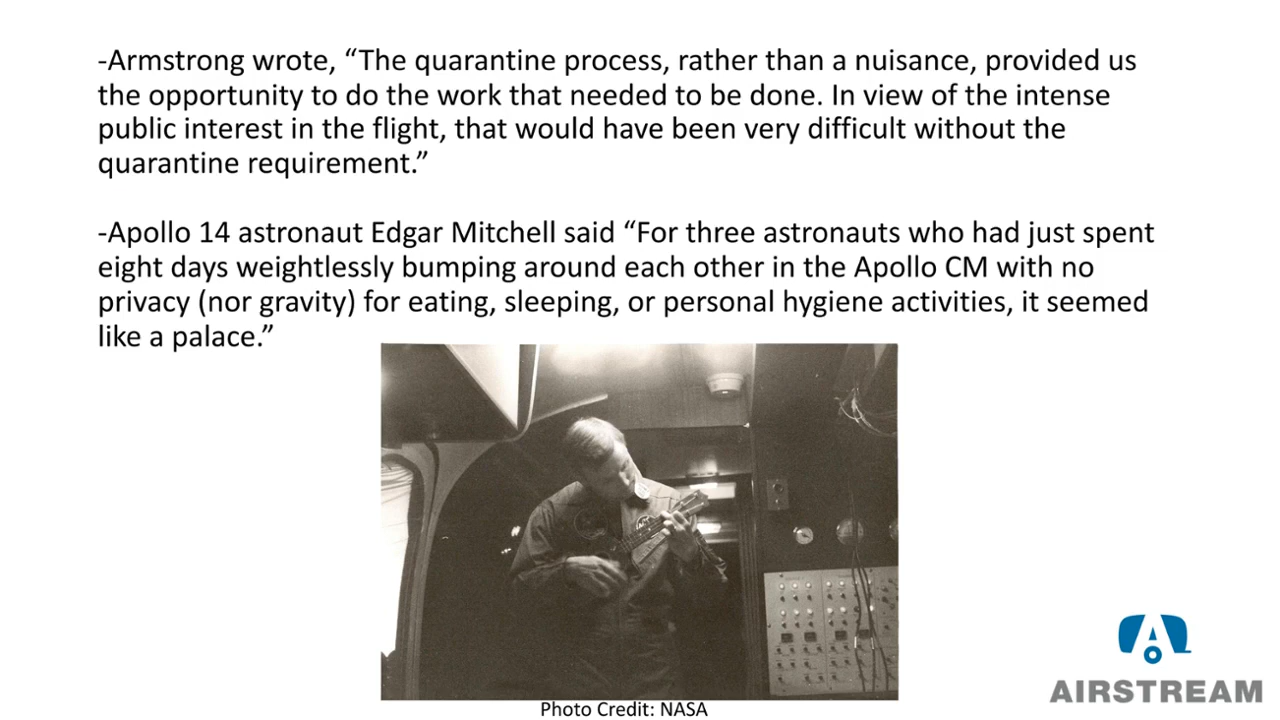 -Armstrong wrote, “The quarantine process, rather than a nuisance, provided us
the opportunity to do the work that needed to be done. In view of the intense
public interest in the flight, that would have been very difficult without the
quarantine requirement.”
-Apollo 14 astronaut Edgar Mitchell said “For three astronauts who had just spent
eight days weightlessly bumping around each other in the Apollo CM with no
privacy (nor gravity) for eating, sleeping, or personal hygiene activities, it seemed
like a palace.”
Photo Credit: NASA
AIRSTREAM